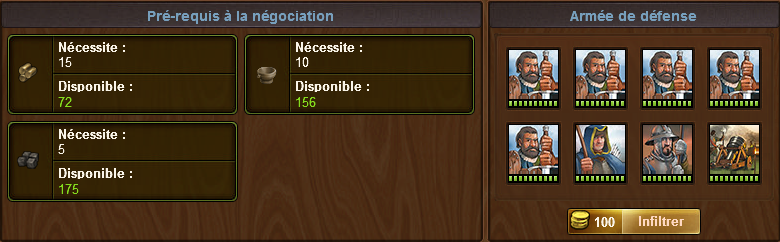 Pré-requis à la négociation
Nécessite :
15
Disponible :
72
Nécessite :
10
Disponible :
156
Nécessite :
5
Disponible :
175
Armée de défense
100 Infiltrer